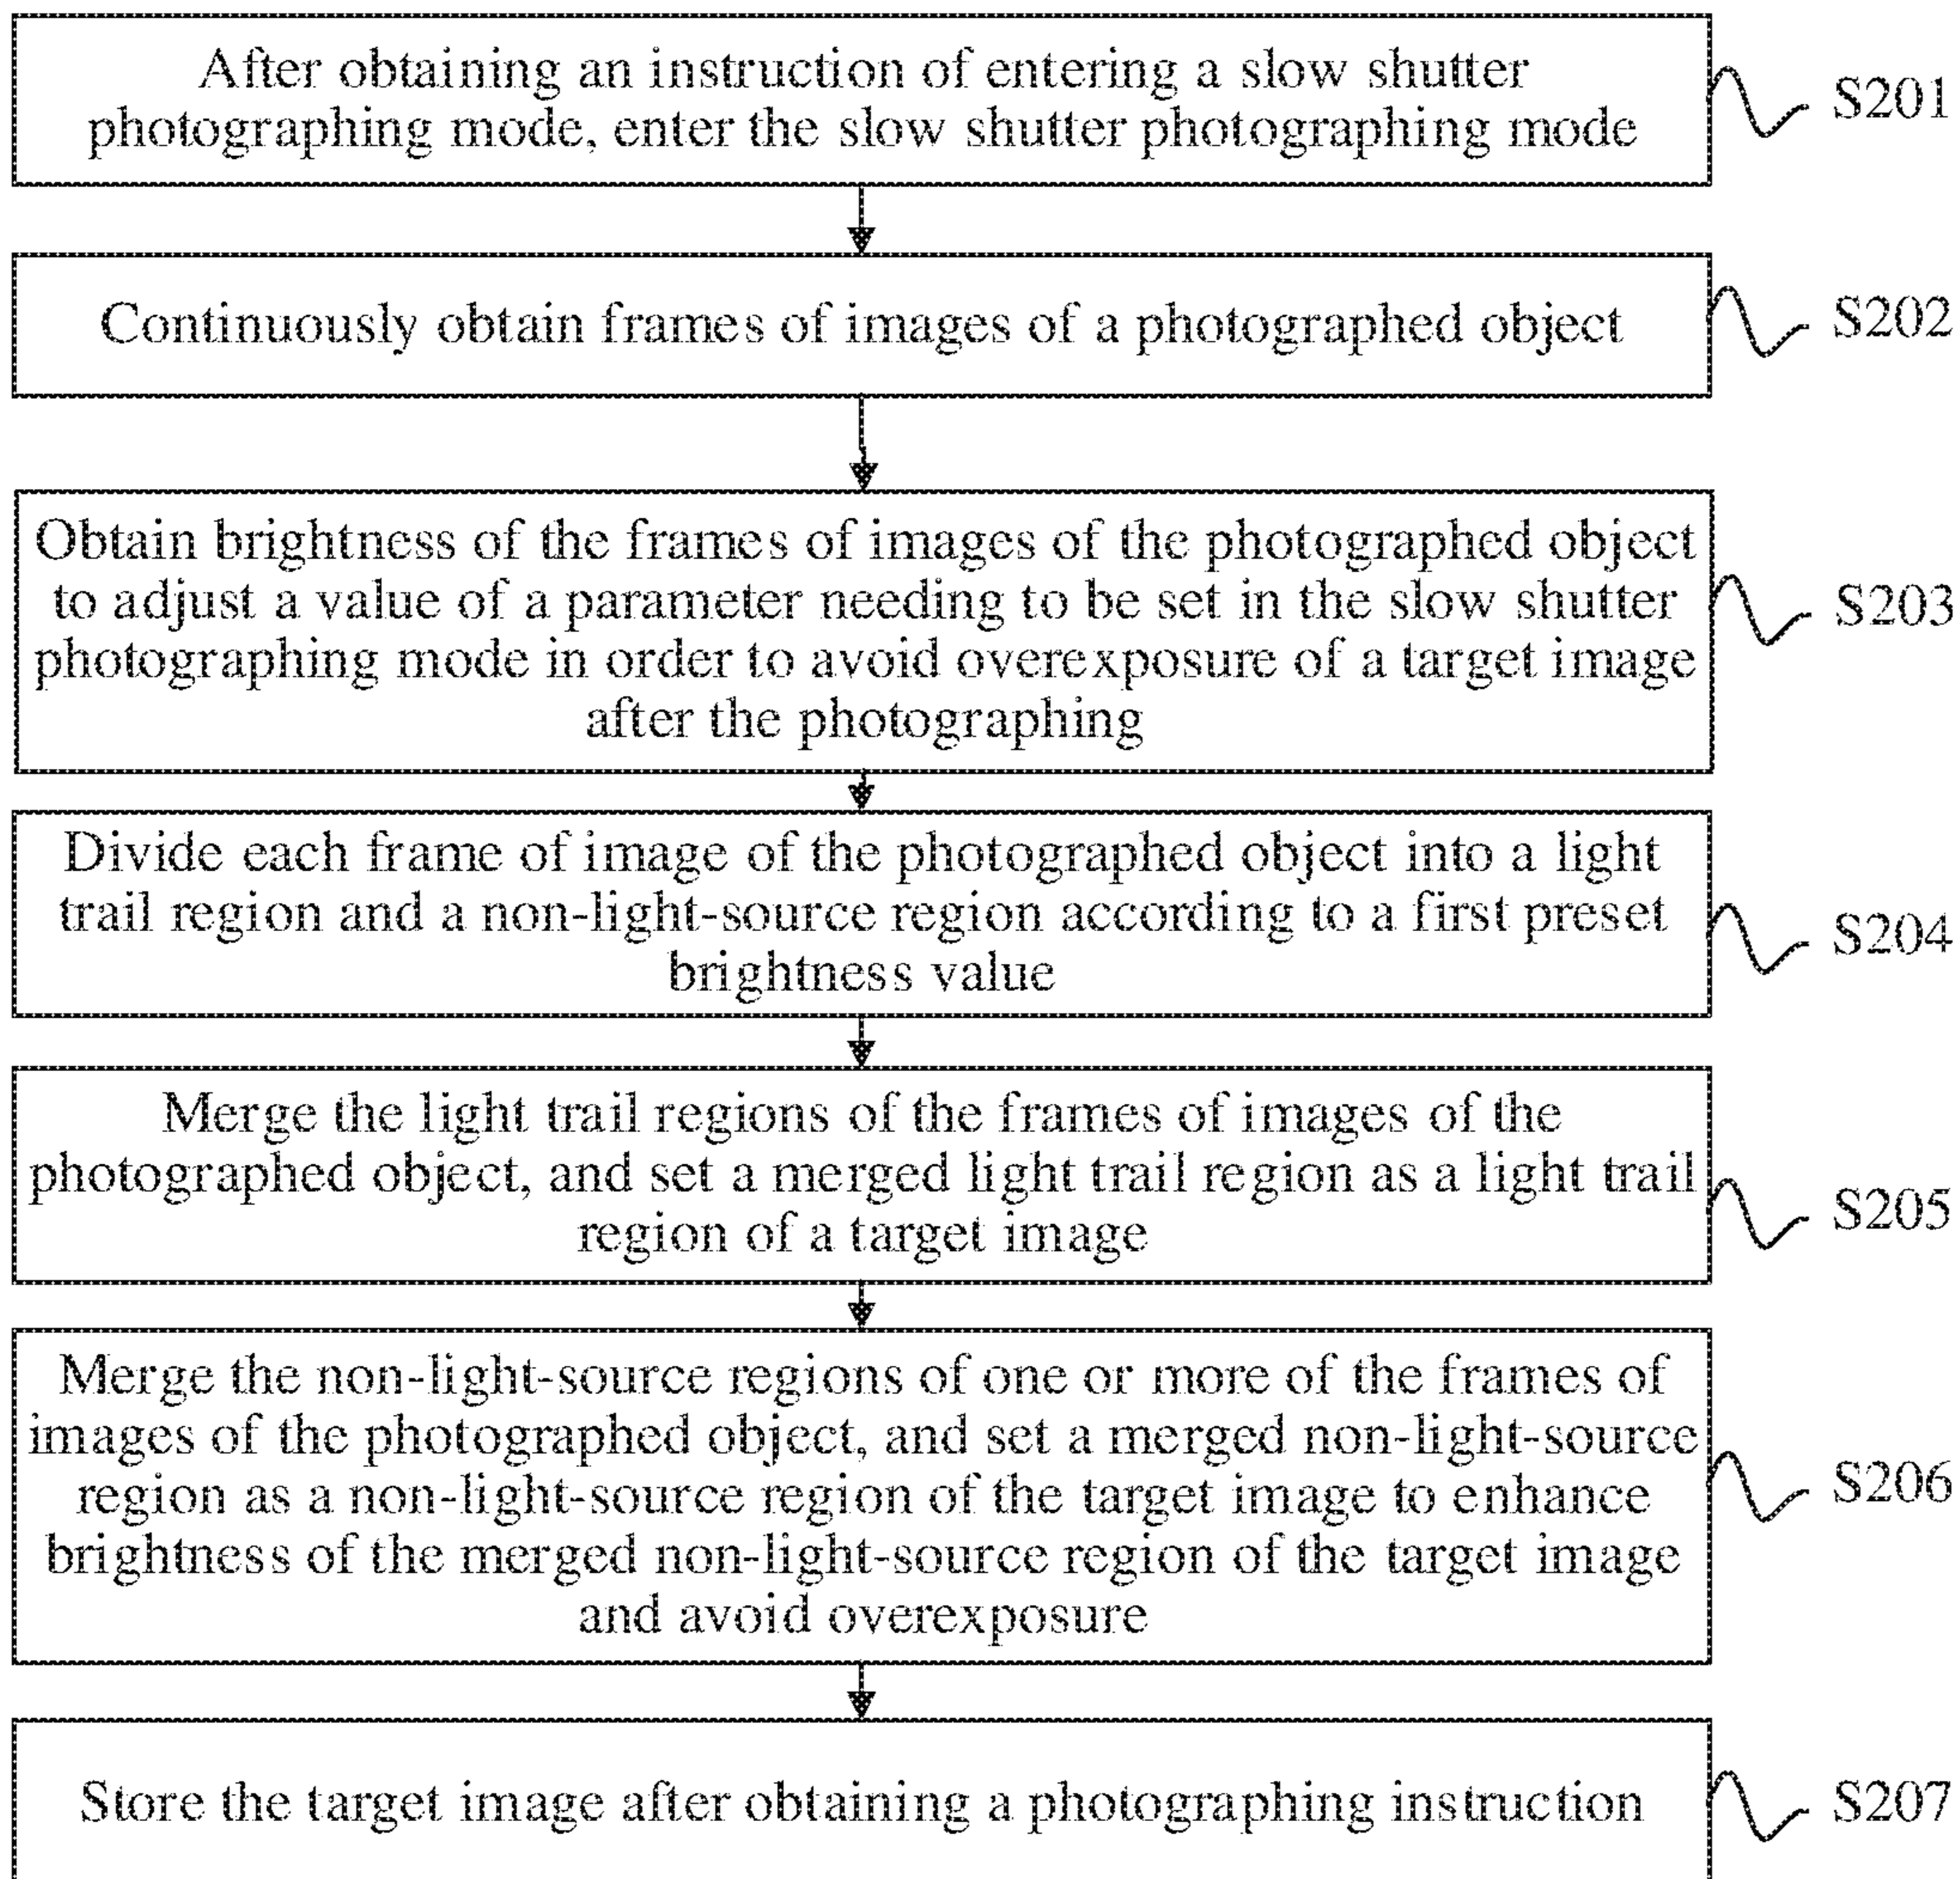 After obtaining an instruction of entering a slow shutter
photographing mode, enter the slow shutter photographing mode
S201
Continuously obtain frames of images of a photographed object
S202
Obtain brightness of the frames of images of the photographed object
to adjust a value of a parameter needing to be set in the slow shutter
photographing mode in order to avoid overexposure of a target image
after the photographing
S203
Divide each frame of image of the photographed object into a light
trail region and a non-light-source region according to a first preset
brightness value
S204
Merge the light trail regions of the frames of images of the
photographed object, and set a merged light trail region as a light trail
region of a target image
S205
Merge the non-light-source regions of one or more of the frames of
images of the photographed object, and set a merged non-light-source
region as a non-light-source region of the target image to enhance
brightness of the merged non-light-source region of the target image
and avoid overexposure
S206
Store the target image after obtaining a photographing instruction
S207